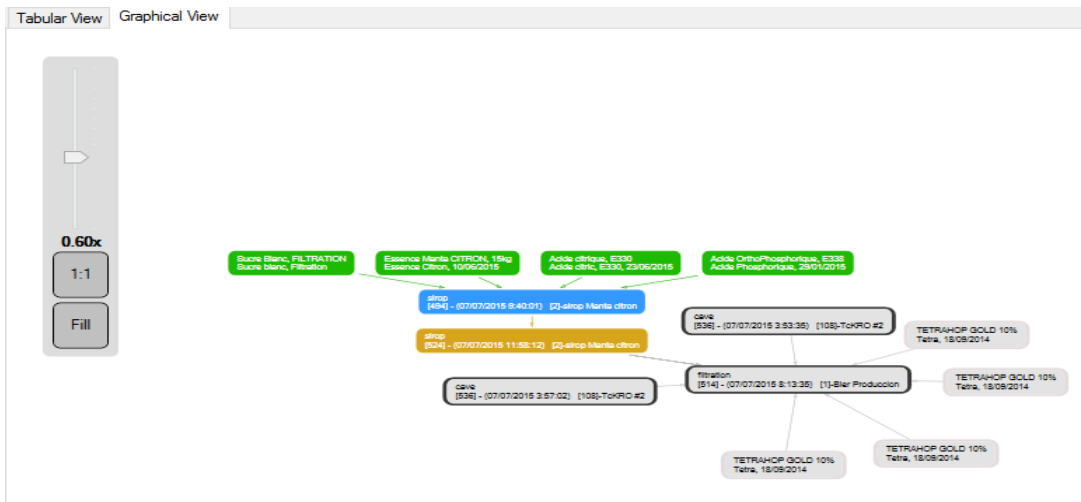 Tabular View
Graphical View
0.60x
1:1
Fill
Sucre Blanc, FILTRATION
Sucre blanc, Filtration
Essence Mente CITRON, 15kg
Essence Citron, 10/06/2015
Acide citrique, E330
Acide citric, E330, 23/06/2015
Acide OrthoPhosphorique, E338
Acide Phosphorique, 29/01/2015
sirop
[494] - (07/07/2015 9:40:01) [2]-sirop Mente citron
sirop
[524] - (07/07/2015 11:58:12) [2]-sirop Mente citron
cave
[536] - (07/07/2015 3:53:35) [108]-TcKRO #2
TETRAHOP GOLD 10%
Tetra, 18/09/2014
filtration
[514] - (07/07/2015 8:13:35) [1]-Bier Produccion
TETRAHOP GOLD 10%
Tetra, 18/09/2014
cave
[536] - (07/07/2015 3:57:02) [108]-TcKRO #2
TETRAHOP GOLD 10%
Tetra, 18/09/2014
TETRAHOP GOLD 10%
Tetra, 18/09/2014